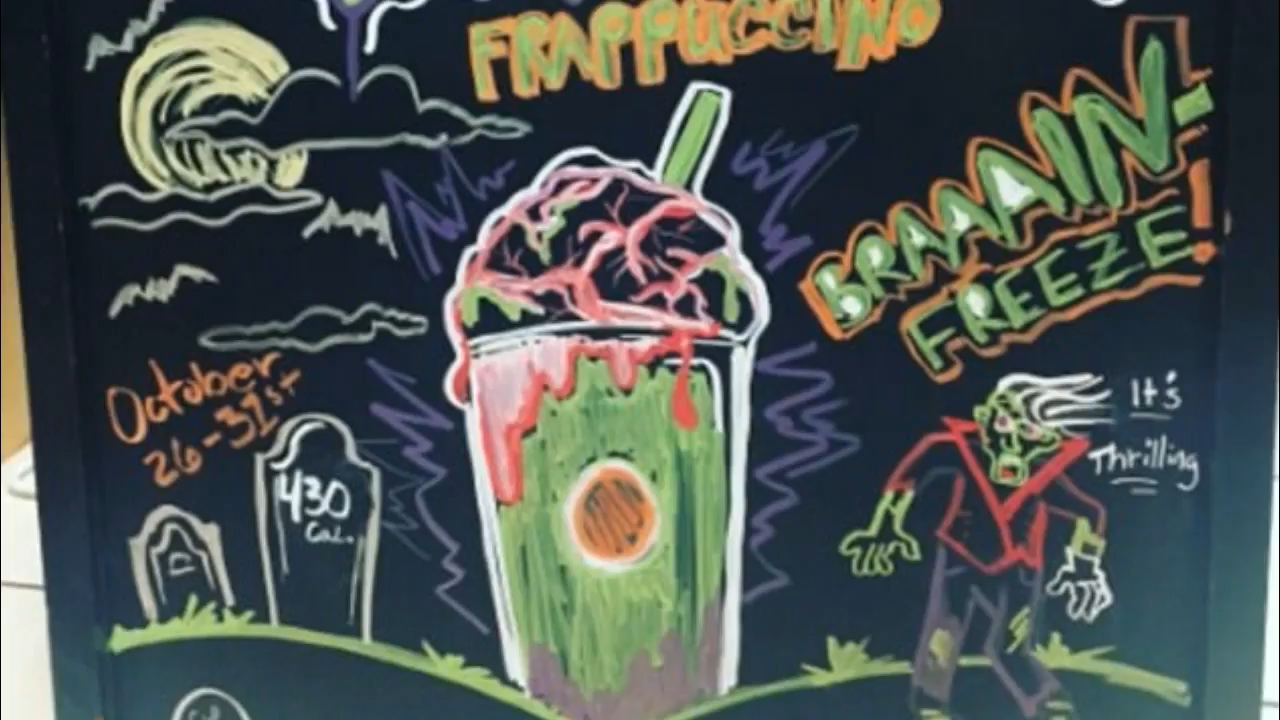 FRAPPUCCINO
BRAAAIN-
FREEZE!
October
26-31st
430
Cal.
It's
Thrilling